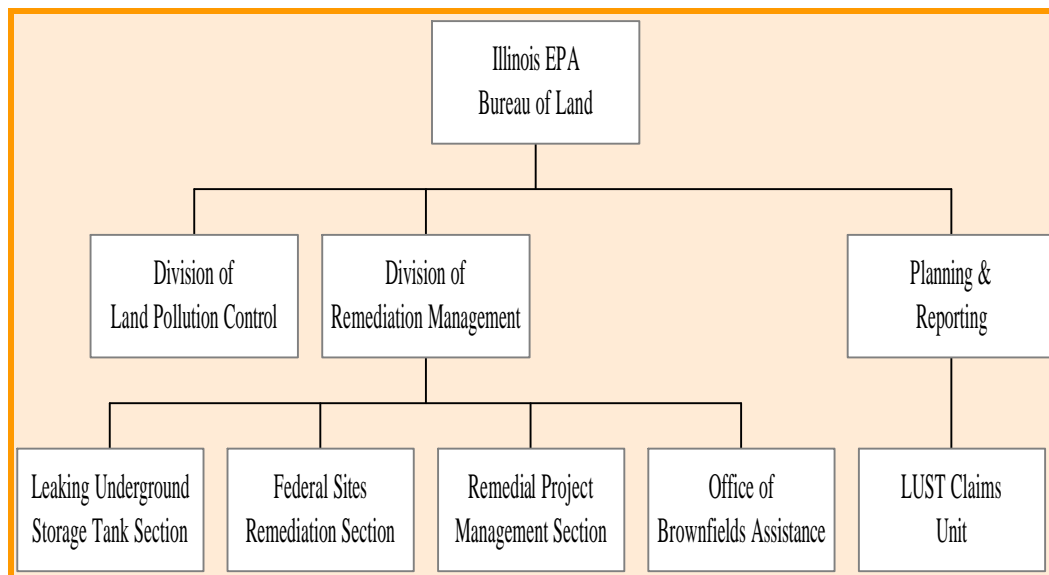 Illinois EPA
Bureau of Land
Division of
Land Pollution Control
Division of
Remediation Management
Planning &
Reporting
Leaking Underground
Storage Tank Section
Federal Sites
Remediation Section
Remedial Project
Management Section
Office of
Brownfields Assistance
LUST Claims
Unit